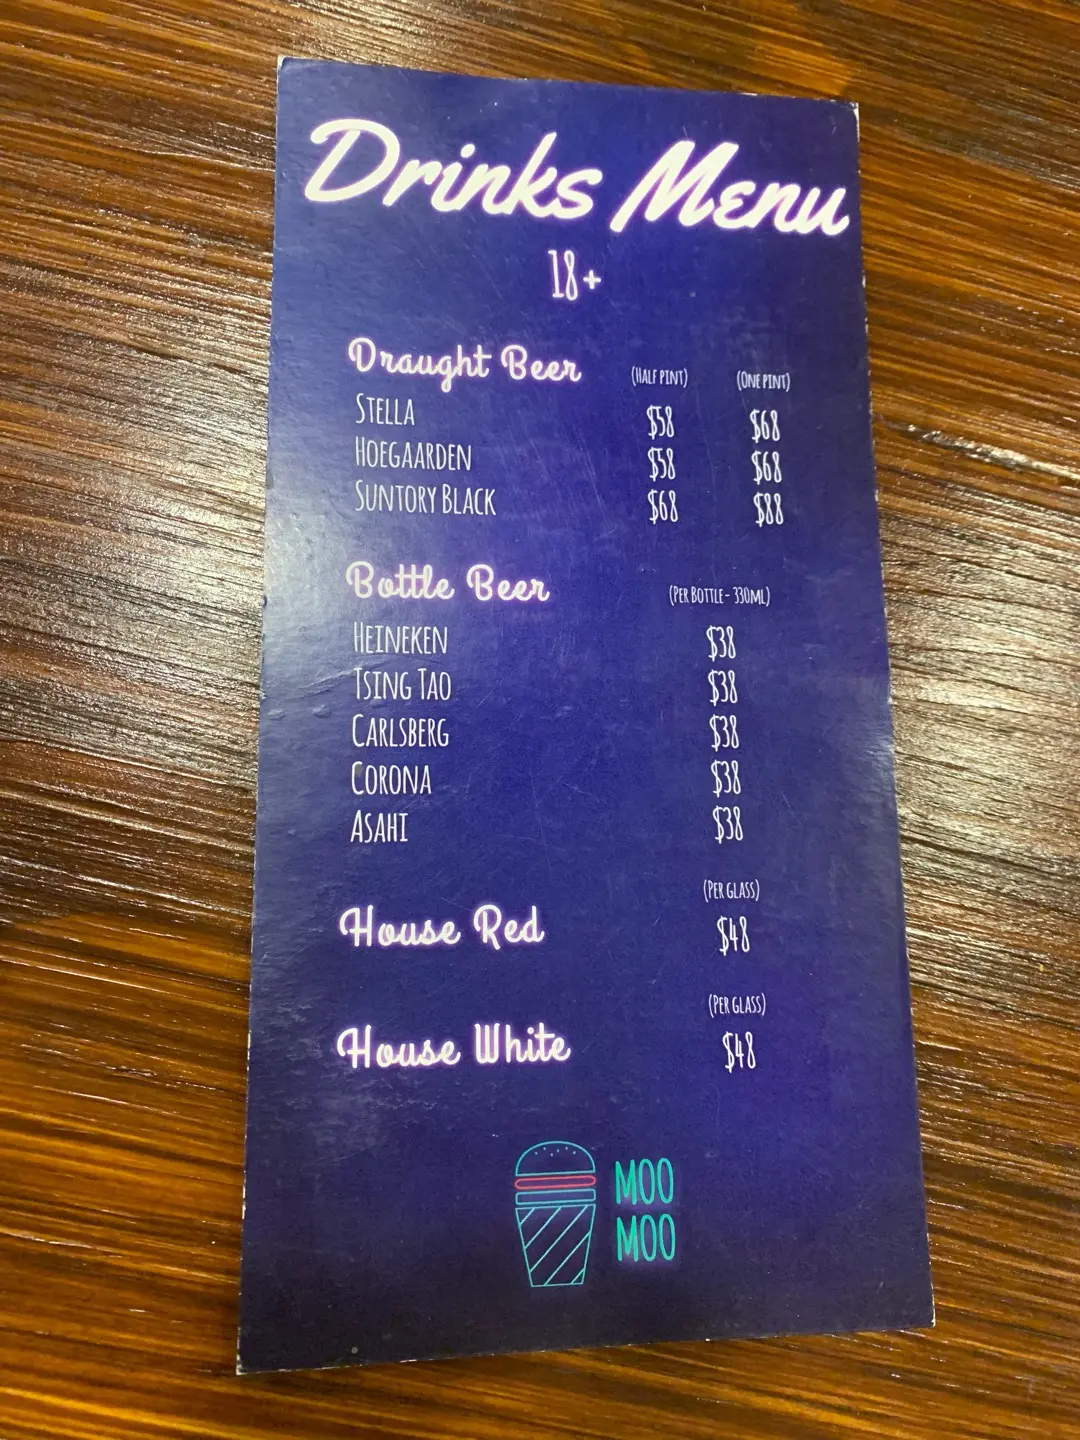 Drinks Menu
18+
Draught Beer (Half pint) (One pint)
Stella $58 $68
Hoegaarden $58 $68
Suntory Black $68 $88
Bottle Beer (Per Bottle - 330ml)
Heineken $38
Tsing Tao $38
Carlsberg $38
Corona $38
Asahi $38
(Per glass)
House Red $48
(Per glass)
House White $48
MOO
MOO